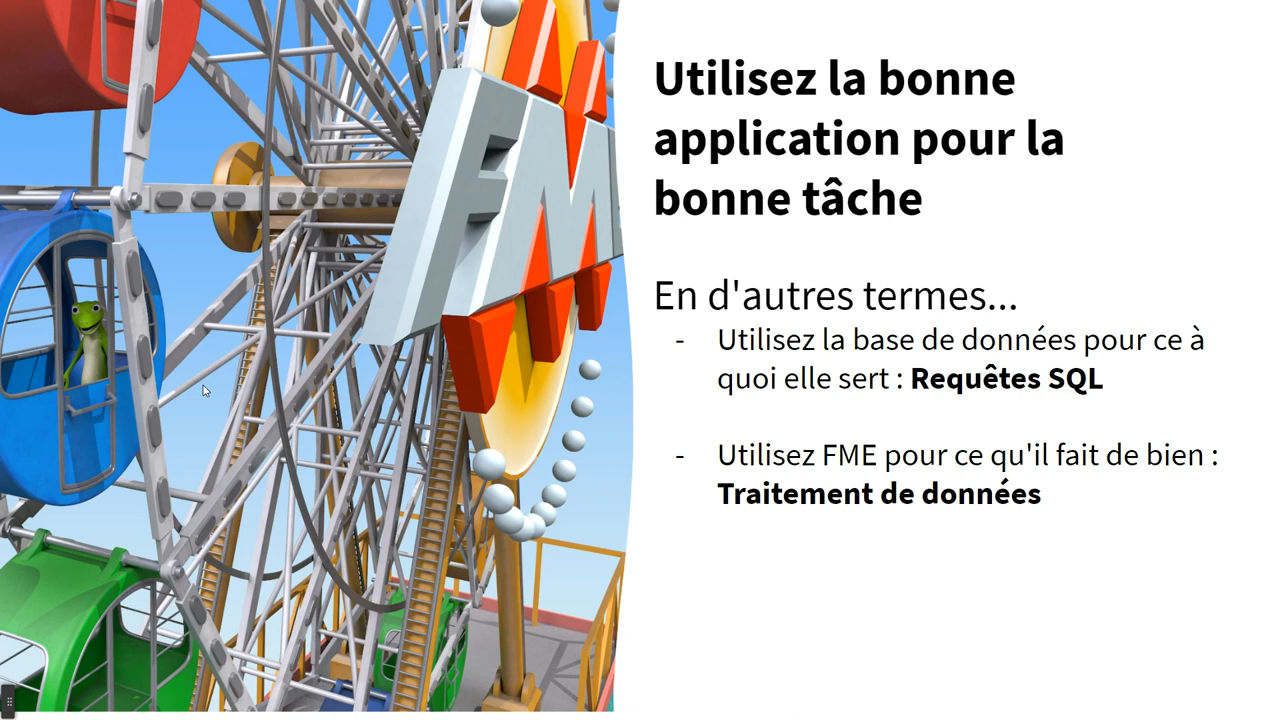 FME
Utilisez la bonne
application pour la
bonne tâche
En d'autres termes...
- Utilisez la base de données pour ce à
quoi elle sert : Requêtes SQL
- Utilisez FME pour ce qu'il fait de bien :
Traitement de données